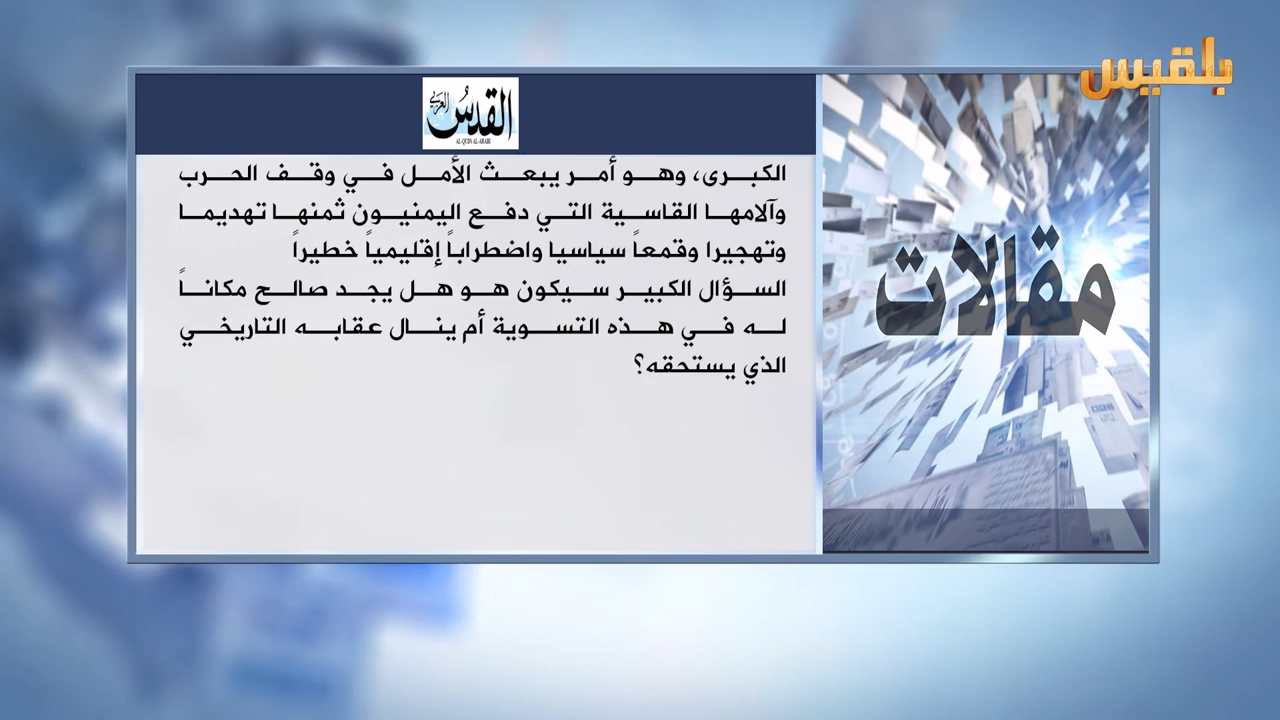 بلقيس
القدس العربي
AL-QUDS AL-ARABI
الكبرى، وهو أمر يبعث الأمل في وقف الحرب
وآلامها القاسية التي دفع اليمنيون ثمنها تهديما
وتهجيرا وقمعاً سياسيا واضطراباً إقليمياً خطيراً
السؤال الكبير سيكون هو هل يجد صالح مكاناً
له في هذه التسوية أم ينال عقابه التاريخي
الذي يستحقه؟
مقالات